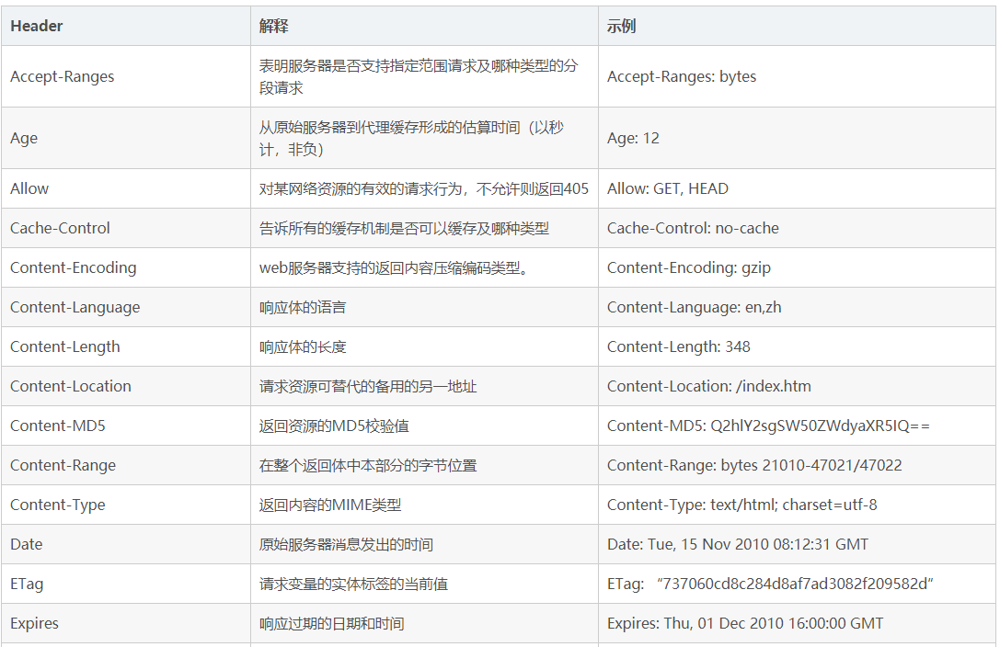 Header 解释 示例
Accept-Ranges 表明服务器是否支持指定范围请求及哪种类型的分 Accept-Ranges: bytes
段请求
Age 从原始服务器到代理缓存形成的估算时间（以秒 Age: 12
计，非负）
Allow 对某网络资源的有效的请求行为，不允许则返回405 Allow: GET, HEAD
Cache-Control 告诉所有的缓存机制是否可以缓存及哪种类型 Cache-Control: no-cache
Content-Encoding web服务器支持的返回内容压缩编码类型。 Content-Encoding: gzip
Content-Language 响应体的语言 Content-Language: en,zh
Content-Length 响应体的长度 Content-Length: 348
Content-Location 请求资源可替代的备用的另一地址 Content-Location: /index.htm
Content-MD5 返回资源的MD5校验值 Content-MD5: Q2hlY2sgSW50ZWdyaXR5IQ==
Content-Range 在整个返回体中本部分的字节位置 Content-Range: bytes 21010-47021/47022
Content-Type 返回内容的MIME类型 Content-Type: text/html; charset=utf-8
Date 原始服务器消息发出的时间 Date: Tue, 15 Nov 2010 08:12:31 GMT
ETag 请求变量的实体标签的当前值 ETag: “737060cd8c284d8af7ad3082f209582d”
Expires 响应过期的日期和时间 Expires: Thu, 01 Dec 2010 16:00:00 GMT